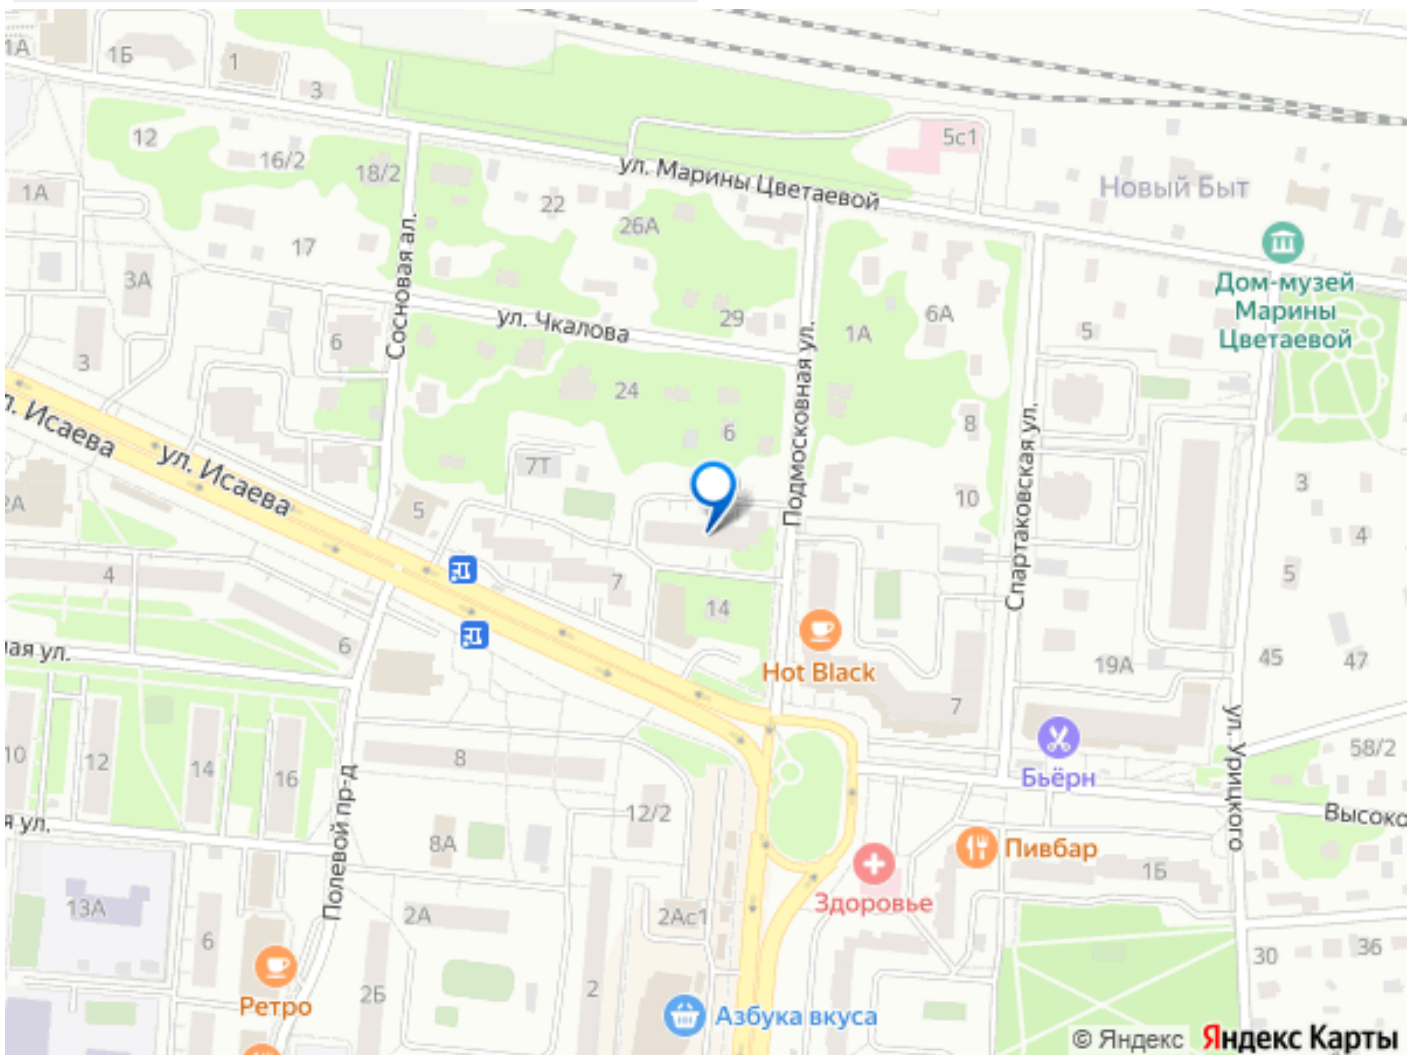 1А
1Б
1
3
12
16/2
18/2
5с1
ул. Марины Цветаевой
Новый Быт
1А
22
26А
17
3А
Сосновая ал.
Дом-музей
Марины
Цветаевой
6А
29
ул. Чкалова
1А
5
6
3
Подмосковная ул.
24
6
8
Спартаковская ул.
л. Исаева
ул. Исаева
7Т
10
3
4
2А
5
5
4
7
14
6
Hot Black
19А
45
47
ая ул.
7
ул. Урицкого
10
12
14
16
8
Бьёрн
58/2
Высоко
я ул.
Полевой пр-д
12/2
8А
Пивбар
1Б
Здоровье
13А
2А
2Ас1
6
30
36
Ретро
2Б
2
Азбука вкуса
© Яндекс Яндекс Карты